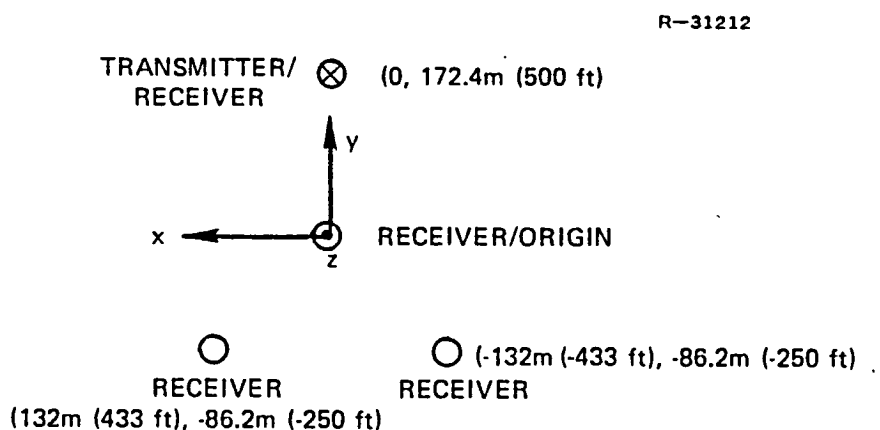 R-31212
TRANSMITTER/
RECEIVER
(0, 172.4m (500 ft)
y
x
RECEIVER/ORIGIN
z
(-132m (-433 ft), -86.2m (-250 ft)
RECEIVER
RECEIVER
(132m (433 ft), -86.2m (-250 ft)